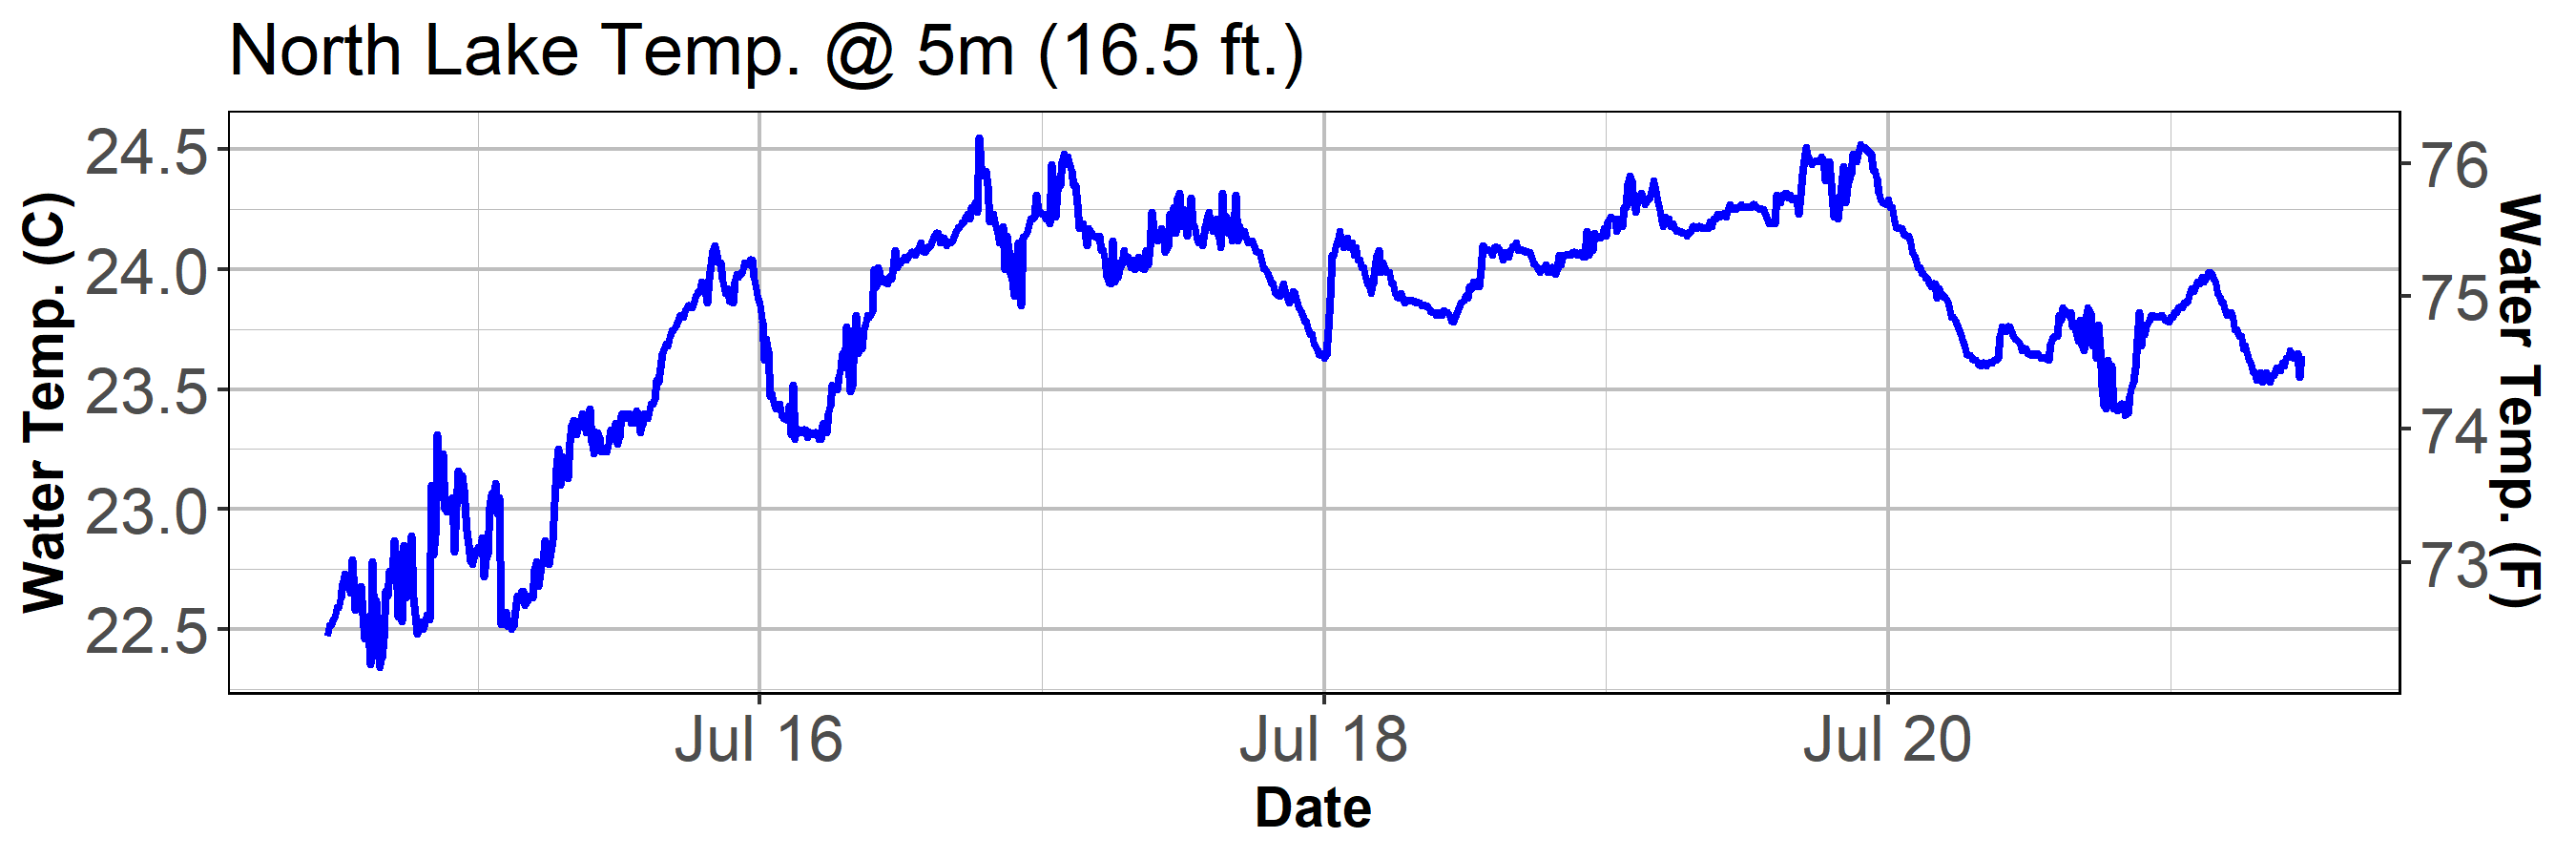 North Lake Temp. @ 5m (16.5 ft.)
Water Temp. (C)
24.5
24.0
23.5
23.0
22.5
76
75
74
73
Water Temp. (F)
Jul 16 Jul 18 Jul 20
Date